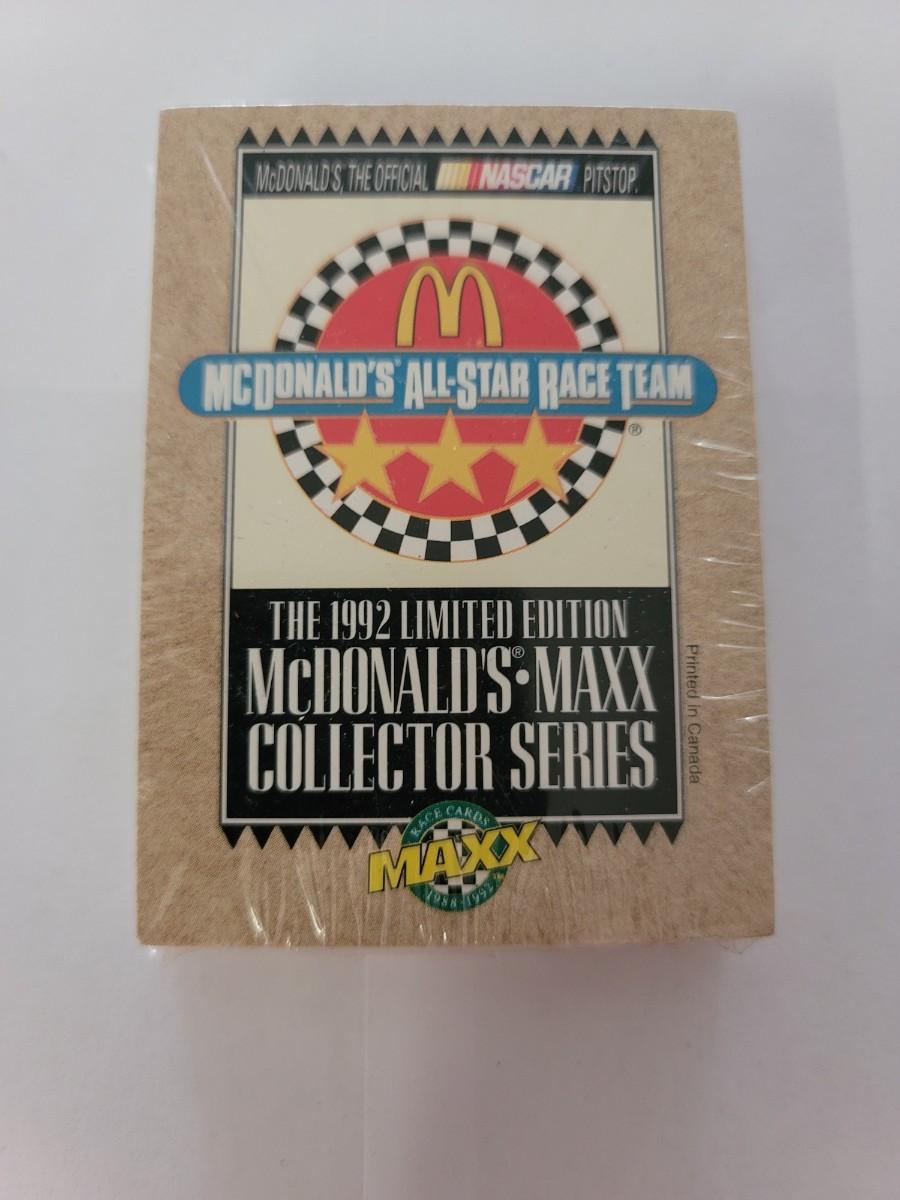 McDONALD'S, THE OFFICIAL NASCAR PITSTOP.
M
McDONALD'S® ALL-STAR RACE TEAM
®
THE 1992 LIMITED EDITION
McDONALD'S®•MAXX
COLLECTOR SERIES
Printed in Canada
RACE CARDS
MAXX
1988-1992